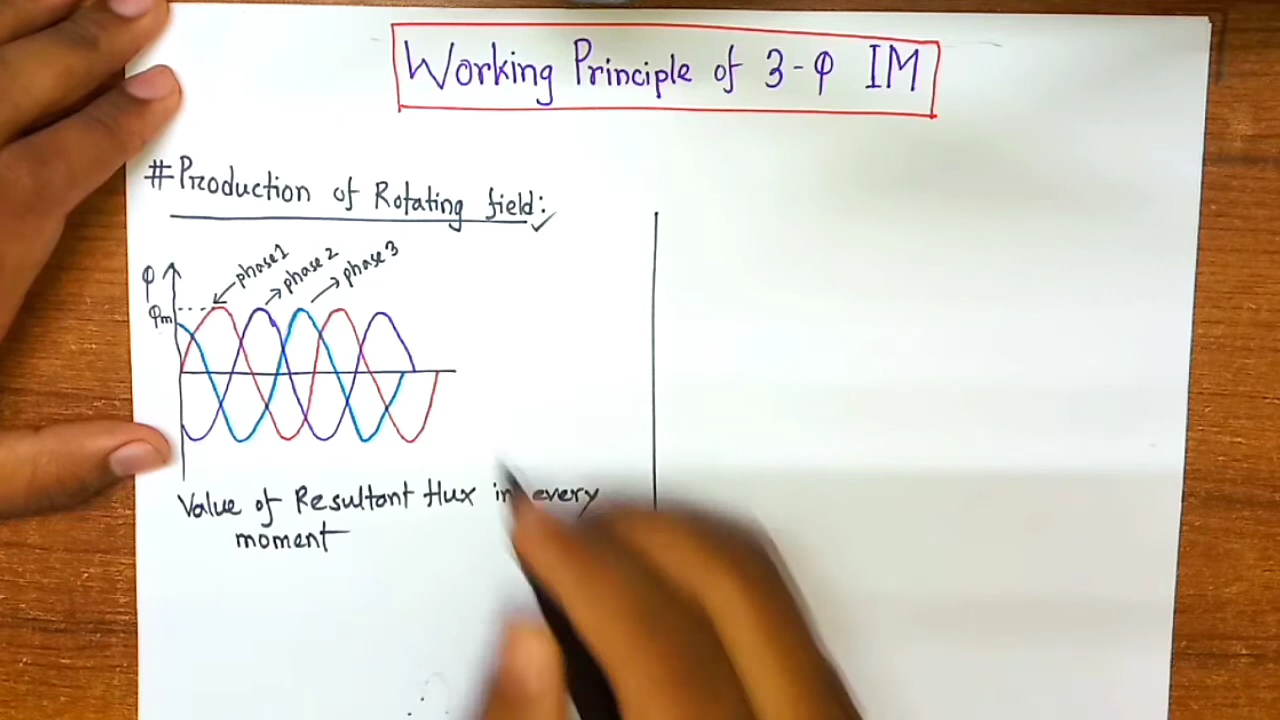 Working Principle of 3-φ IM
#Production of Rotating field:
phase1
phase 2
phase 3
φ
φm
Value of Resultant flux in every
moment